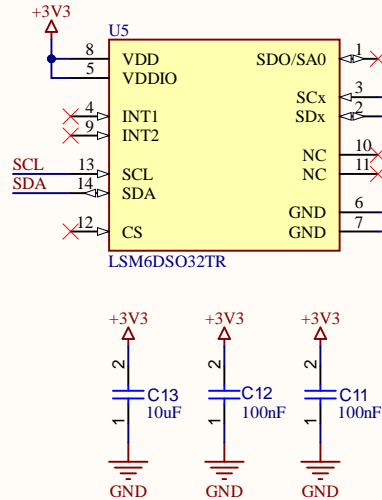 +3V3
U5
8 VDD SDO/SA0 1
5 VDDIO
SCx 3
4 INT1 SDx 2
9 INT2
NC 10
SCL 13 SCL NC 11
SDA 14 SDA
GND 6
12 CS GND 7
LSM6DSO32TR
+3V3 +3V3 +3V3
2 2 2
C13 C12 C11
10uF 100nF 100nF
1 1 1
GND GND GND